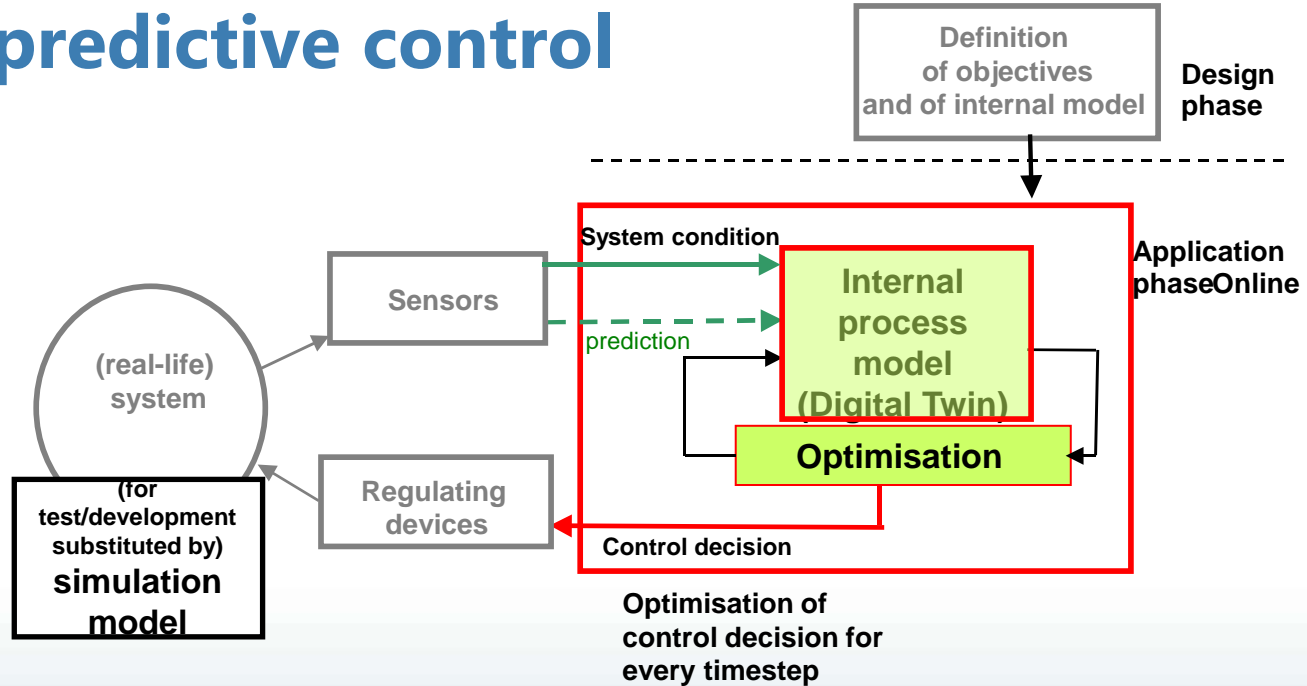 predictive control
Definition
of objectives
and of internal model
Design
phase
System condition
Application
phaseOnline
Sensors
Internal
process
model
(Digital Twin)
prediction
(real-life)
system
Optimisation
Regulating
devices
(for
test/development
substituted by)
simulation
model
Control decision
Optimisation of
control decision for
every timestep